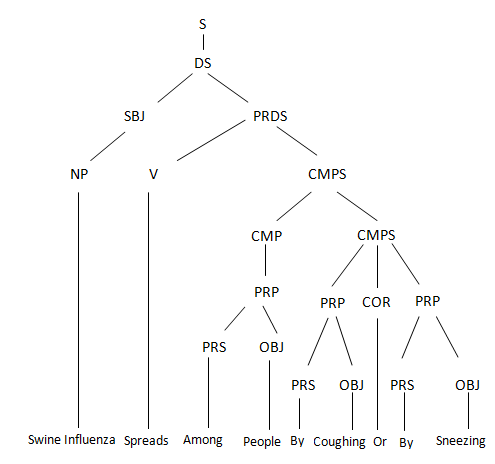 S
DS
SBJ PRDS
NP V CMPS
CMP CMPS
PRP PRP COR PRP
PRS OBJ
PRS OBJ PRS OBJ
Swine Influenza Spreads Among People By Coughing Or By Sneezing